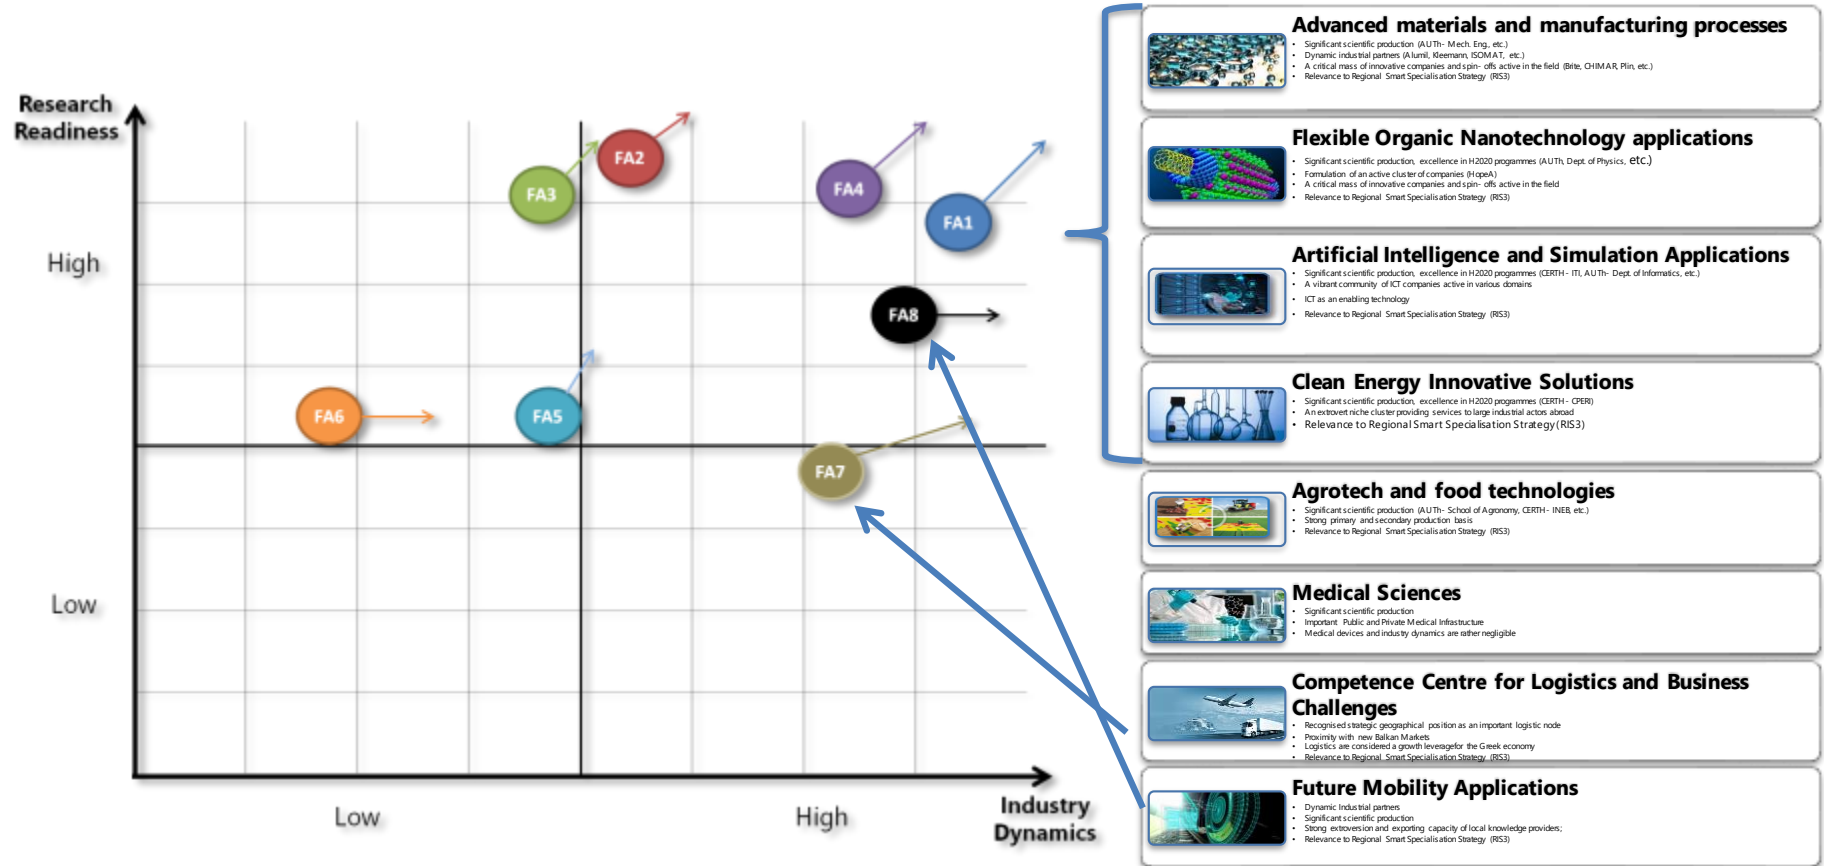 Research
Readiness
High
Low
FA3
FA2
FA4
FA1
FA8
FA6
FA5
FA7
Low
High
Industry
Dynamics
Advanced materials and manufacturing processes
• Significant scientific production (AUTh- Mech. Eng., etc.)
• Dynamic industrial partners (Alumil, Kleemann, ISOMAT, etc.)
• A critical mass of innovative companies and spin- offs active in the field (Brite, CHIMAR, Plin, etc.)
• Relevance to Regional Smart Specialisation Strategy (RIS3)
Flexible Organic Nanotechnology applications
• Significant scientific production, excellence in H2020 programmes (AUTh, Dept. of Physics, etc.)
• Formulation of an active cluster of companies (HopeA)
• A critical mass of innovative companies and spin- offs active in the field
• Relevance to Regional Smart Specialisation Strategy (RIS3)
Artificial Intelligence and Simulation Applications
• Significant scientific production, excellence in H2020 programmes (CERTH - ITI, AUTh- Dept. of Informatics, etc.)
• A vibrant community of ICT companies active in various domains
• ICT as an enabling technology
• Relevance to Regional Smart Specialisation Strategy (RIS3)
Clean Energy Innovative Solutions
• Significant scientific production, excellence in H2020 programmes (CERTH - CPERI)
• An extrovert niche cluster providing services to large industrial actors abroad
• Relevance to Regional Smart Specialisation Strategy (RIS3)
Agrotech and food technologies
• Significant scientific production (AUTh- School of Agronomy, CERTH- INEB, etc.)
• Strong primary and secondary production basis
• Relevance to Regional Smart Specialisation Strategy (RIS3)
Medical Sciences
• Significant scientific production
• Important Public and Private Medical Infrastructure
• Medical devices and industry dynamics are rather negligible
Competence Centre for Logistics and Business
Challenges
• Recognised strategic geographical position as an important logistic node
• Proximity with new Balkan Markets
• Logistics are considered a growth leveragefor the Greek economy
• Relevance to Regional Smart Specialisation Strategy (RIS3)
Future Mobility Applications
• Dynamic Industrial partners
• Significant scientific production
• Strong extroversion and exporting capacity of local knowledge providers;
• Relevance to Regional Smart Specialisation Strategy (RIS3)